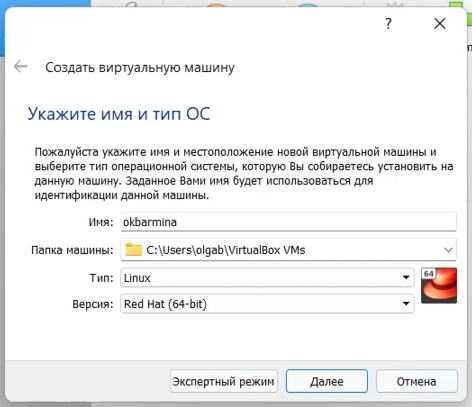 ?
Создать виртуальную машину
Укажите имя и тип ОС
Пожалуйста укажите имя и местоположение новой виртуальной машины и
выберите тип операционной системы, которую Вы собираетесь установить на
данную машину. Заданное Вами имя будет использоваться для
идентификации данной машины.
Имя: okbarmina
Папка машины: C:\Users\olgab\VirtualBox VMs
Тип: Linux
64
Версия: Red Hat (64-bit)
Экспертный режим Далее Отмена